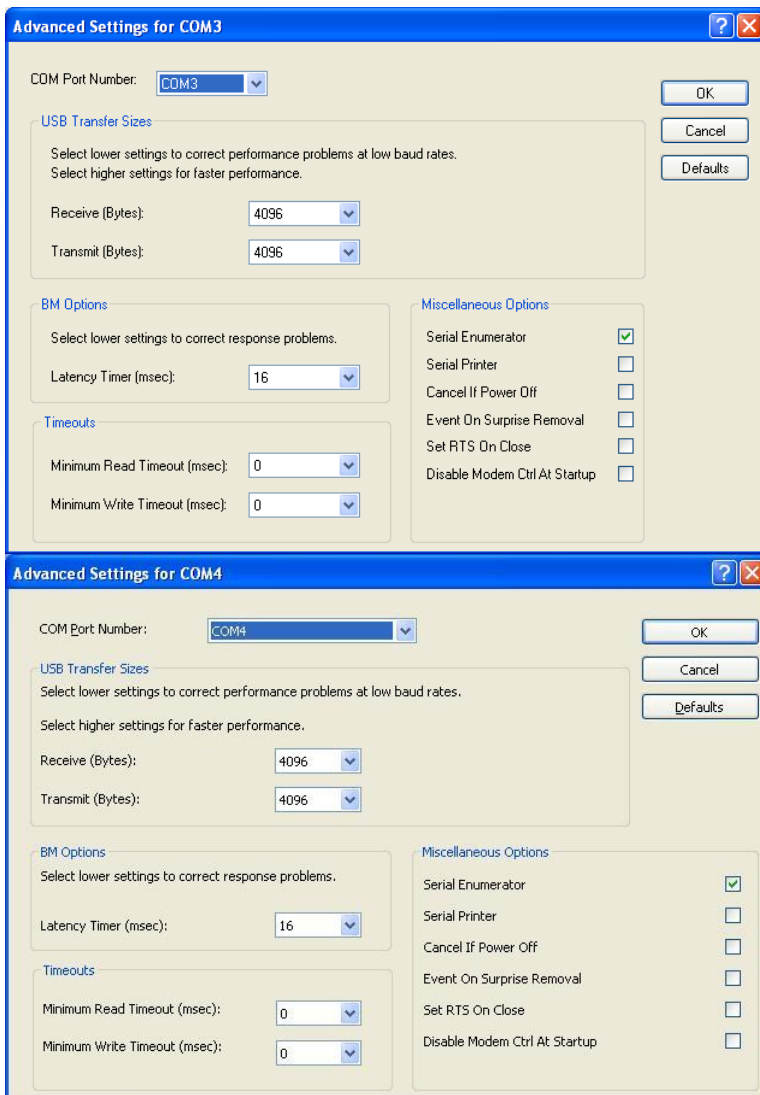 Advanced Settings for COM3
COM Port Number: COM3
OK
USB Transfer Sizes
Cancel
Select lower settings to correct performance problems at low baud rates.
Select higher settings for faster performance.
Defaults
Receive (Bytes): 4096
Transmit (Bytes): 4096
BM Options
Select lower settings to correct response problems.
Latency Timer (msec): 16
Timeouts
Minimum Read Timeout (msec): 0
Minimum Write Timeout (msec): 0
Miscellaneous Options
Serial Enumerator
Serial Printer
Cancel If Power Off
Event On Surprise Removal
Set RTS On Close
Disable Modem Ctrl At Startup
Advanced Settings for COM4
COM Port Number: COM4
OK
USB Transfer Sizes
Cancel
Select lower settings to correct performance problems at low baud rates.
Defaults
Select higher settings for faster performance.
Receive (Bytes): 4096
Transmit (Bytes): 4096
BM Options
Select lower settings to correct response problems.
Latency Timer (msec): 16
Timeouts
Minimum Read Timeout (msec): 0
Minimum Write Timeout (msec): 0
Miscellaneous Options
Serial Enumerator
Serial Printer
Cancel If Power Off
Event On Surprise Removal
Set RTS On Close
Disable Modem Ctrl At Startup